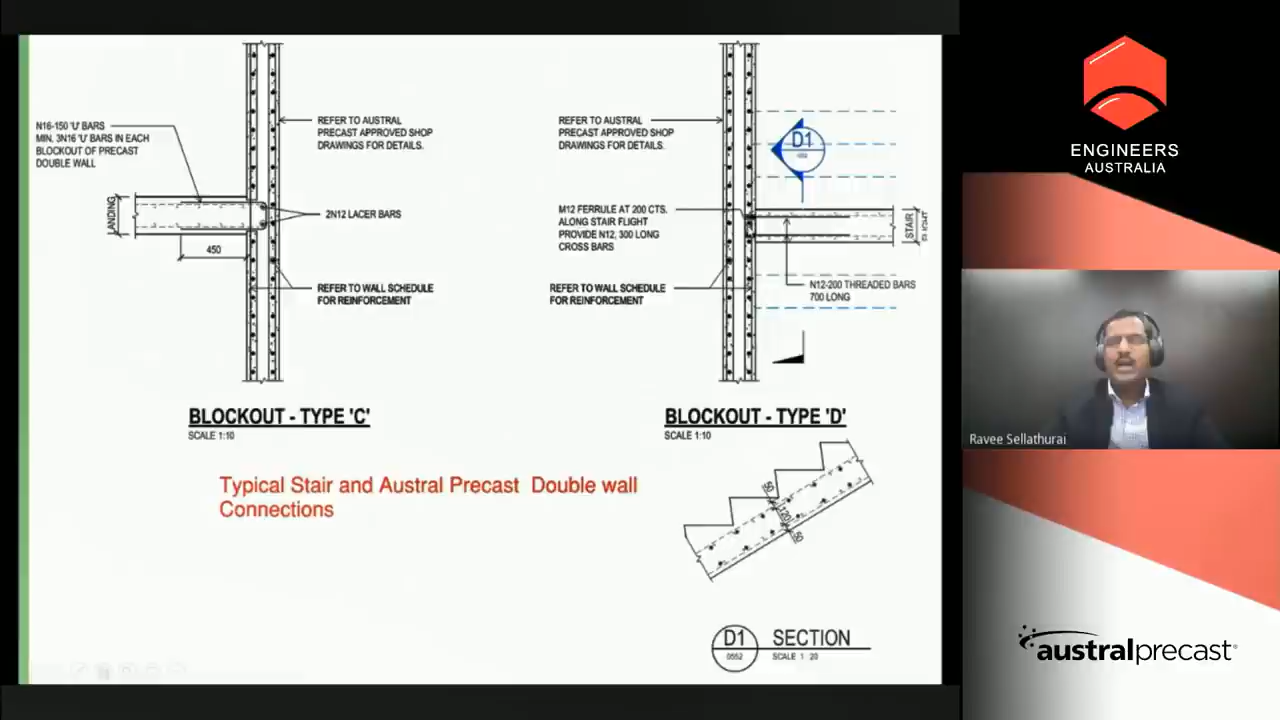 N16-150 'U' BARS
MIN. 3N16 'U' BARS IN EACH
BLOCKOUT OF PRECAST
DOUBLE WALL
REFER TO AUSTRAL
PRECAST APPROVED SHOP
DRAWINGS FOR DETAILS.
LANDING
2N12 LACER BARS
450
REFER TO WALL SCHEDULE
FOR REINFORCEMENT
BLOCKOUT - TYPE 'C'
SCALE 1:10
REFER TO AUSTRAL
PRECAST APPROVED SHOP
DRAWINGS FOR DETAILS.
D1
M12 FERRULE AT 200 CTS.
ALONG STAIR FLIGHT
PROVIDE N12, 300 LONG
CROSS BARS
STAIR
REFER TO WALL SCHEDULE
FOR REINFORCEMENT
N12-200 THREADED BARS
700 LONG
BLOCKOUT - TYPE 'D'
SCALE 1:10
Typical Stair and Austral Precast Double wall
Connections
50
120
50
D1
0552
SECTION
SCALE 1 : 20
ENGINEERS
AUSTRALIA
Ravee Sellathurai
australprecast